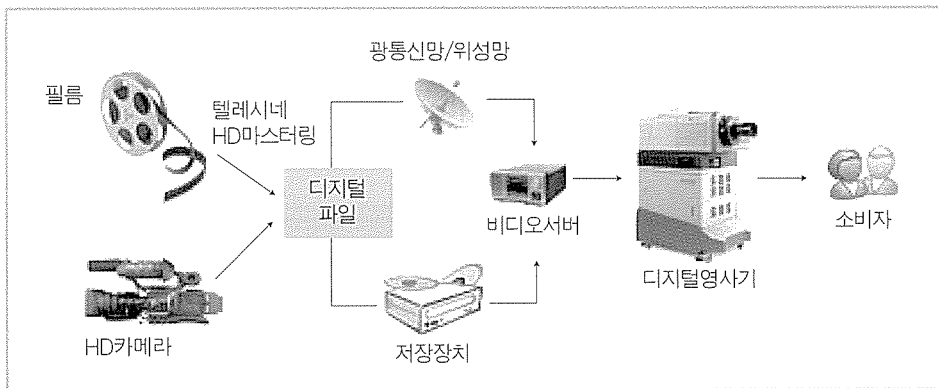 광통신망/위성망
필름
텔레시네
HD마스터링
디지털
파일
비디오서버
소비자
디지털영사기
HD카메라
저장장치